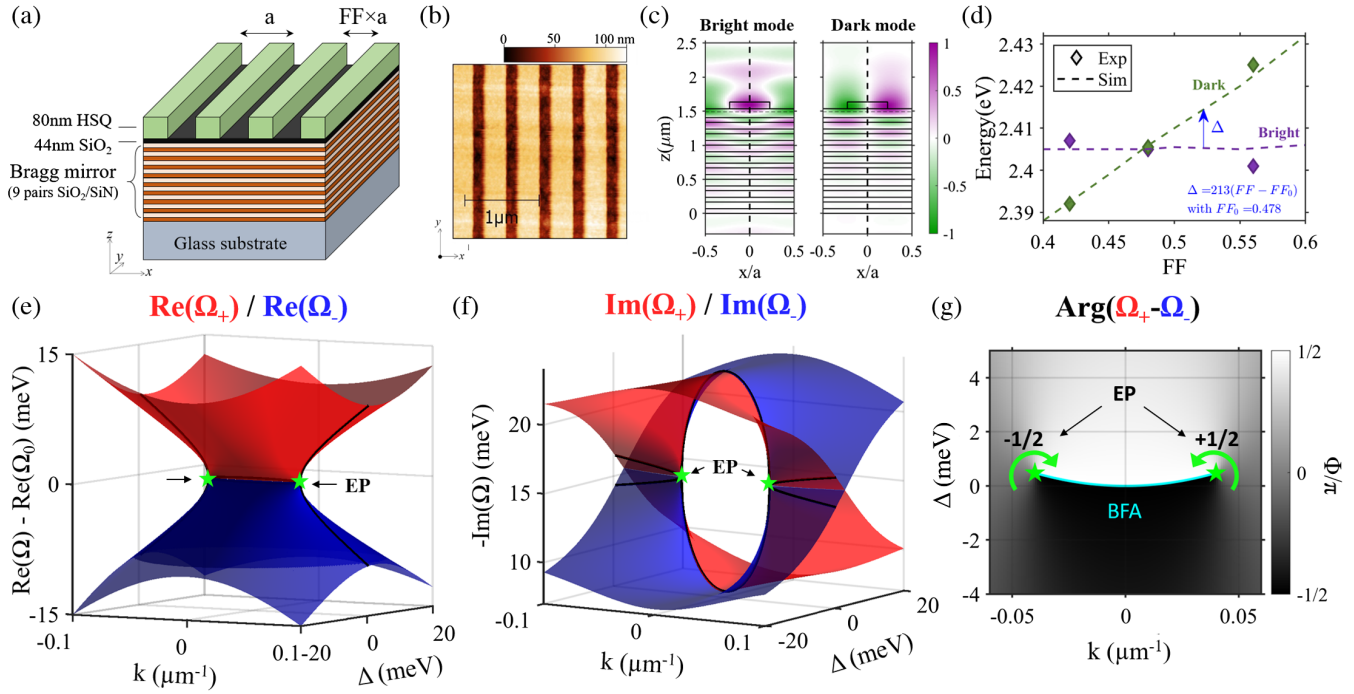 (a)
a
FF×a
80nm HSQ
44nm SiO2
Bragg mirror
(9 pairs SiO2/SiN)
Glass substrate
z
y
x
(b)
0 50 100 nm
1μm
y
x
(c)
Bright mode Dark mode
2.5
2
1.5
1
0.5
0
z(μm)
-0.5 0 0.5
-0.5 0 0.5
x/a x/a
1
0.5
0
-0.5
-1
(d)
2.43
2.42
2.41
2.4
2.39
Energy(eV)
Exp
Sim
Dark
Δ
Bright
Δ =213(FF − FF0)
with FF0 =0.478
0.4 0.45 0.5 0.55 0.6
FF
(e)
Re(Ω+) / Re(Ω-)
15
0
-15
Re(Ω) - Re(Ω0) (meV)
EP
-0.1 0 0.1
k (μm-1)
-20 0 20
Δ (meV)
(f)
Im(Ω+) / Im(Ω-)
20
15
10
-Im(Ω) (meV)
EP
-0.1 0 0.1
k (μm-1)
-20 0 20
Δ (meV)
(g)
Arg(Ω+-Ω-)
4
2
0
-2
-4
Δ (meV)
EP
-1/2 +1/2
BFA
-0.05 0 0.05
k (μm-1)
1/2
0
-1/2
Φ/π